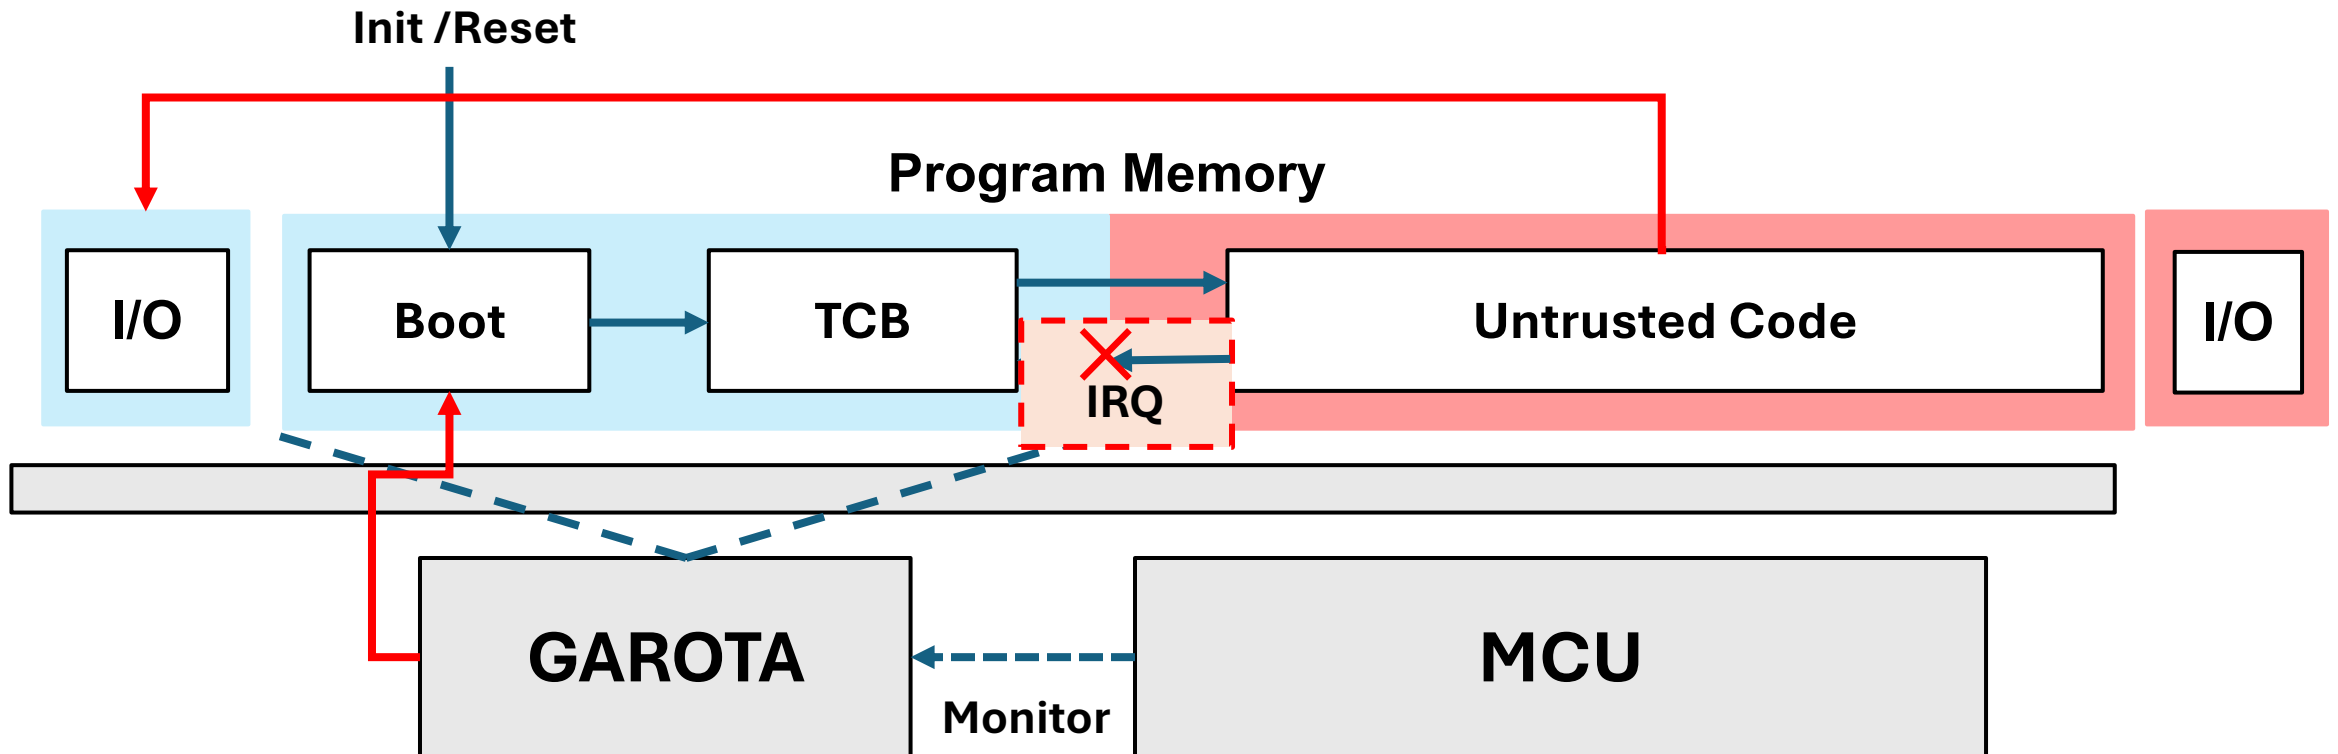 Init /Reset
Program Memory
I/O
Boot
TCB
Untrusted Code
I/O
IRQ
GAROTA
MCU
Monitor